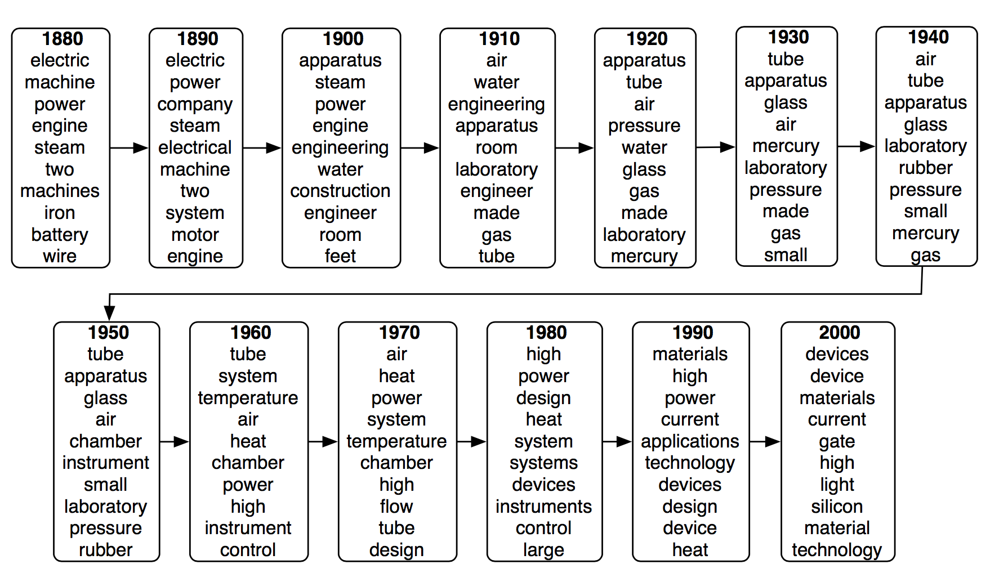 1880
electric
machine
power
engine
steam
two
machines
iron
battery
wire
1890
electric
power
company
steam
electrical
machine
two
system
motor
engine
1900
apparatus
steam
power
engine
engineering
water
construction
engineer
room
feet
1910
air
water
engineering
apparatus
room
laboratory
engineer
made
gas
tube
1920
apparatus
tube
air
pressure
water
glass
gas
made
laboratory
mercury
1930
tube
apparatus
glass
air
mercury
laboratory
pressure
made
gas
small
1940
air
tube
apparatus
glass
laboratory
rubber
pressure
small
mercury
gas
1950
tube
apparatus
glass
air
chamber
instrument
small
laboratory
pressure
rubber
1960
tube
system
temperature
air
heat
chamber
power
high
instrument
control
1970
air
heat
power
system
temperature
chamber
high
flow
tube
design
1980
high
power
design
heat
system
systems
devices
instruments
control
large
1990
materials
high
power
current
applications
technology
devices
design
device
heat
2000
devices
device
materials
current
gate
high
light
silicon
material
technology